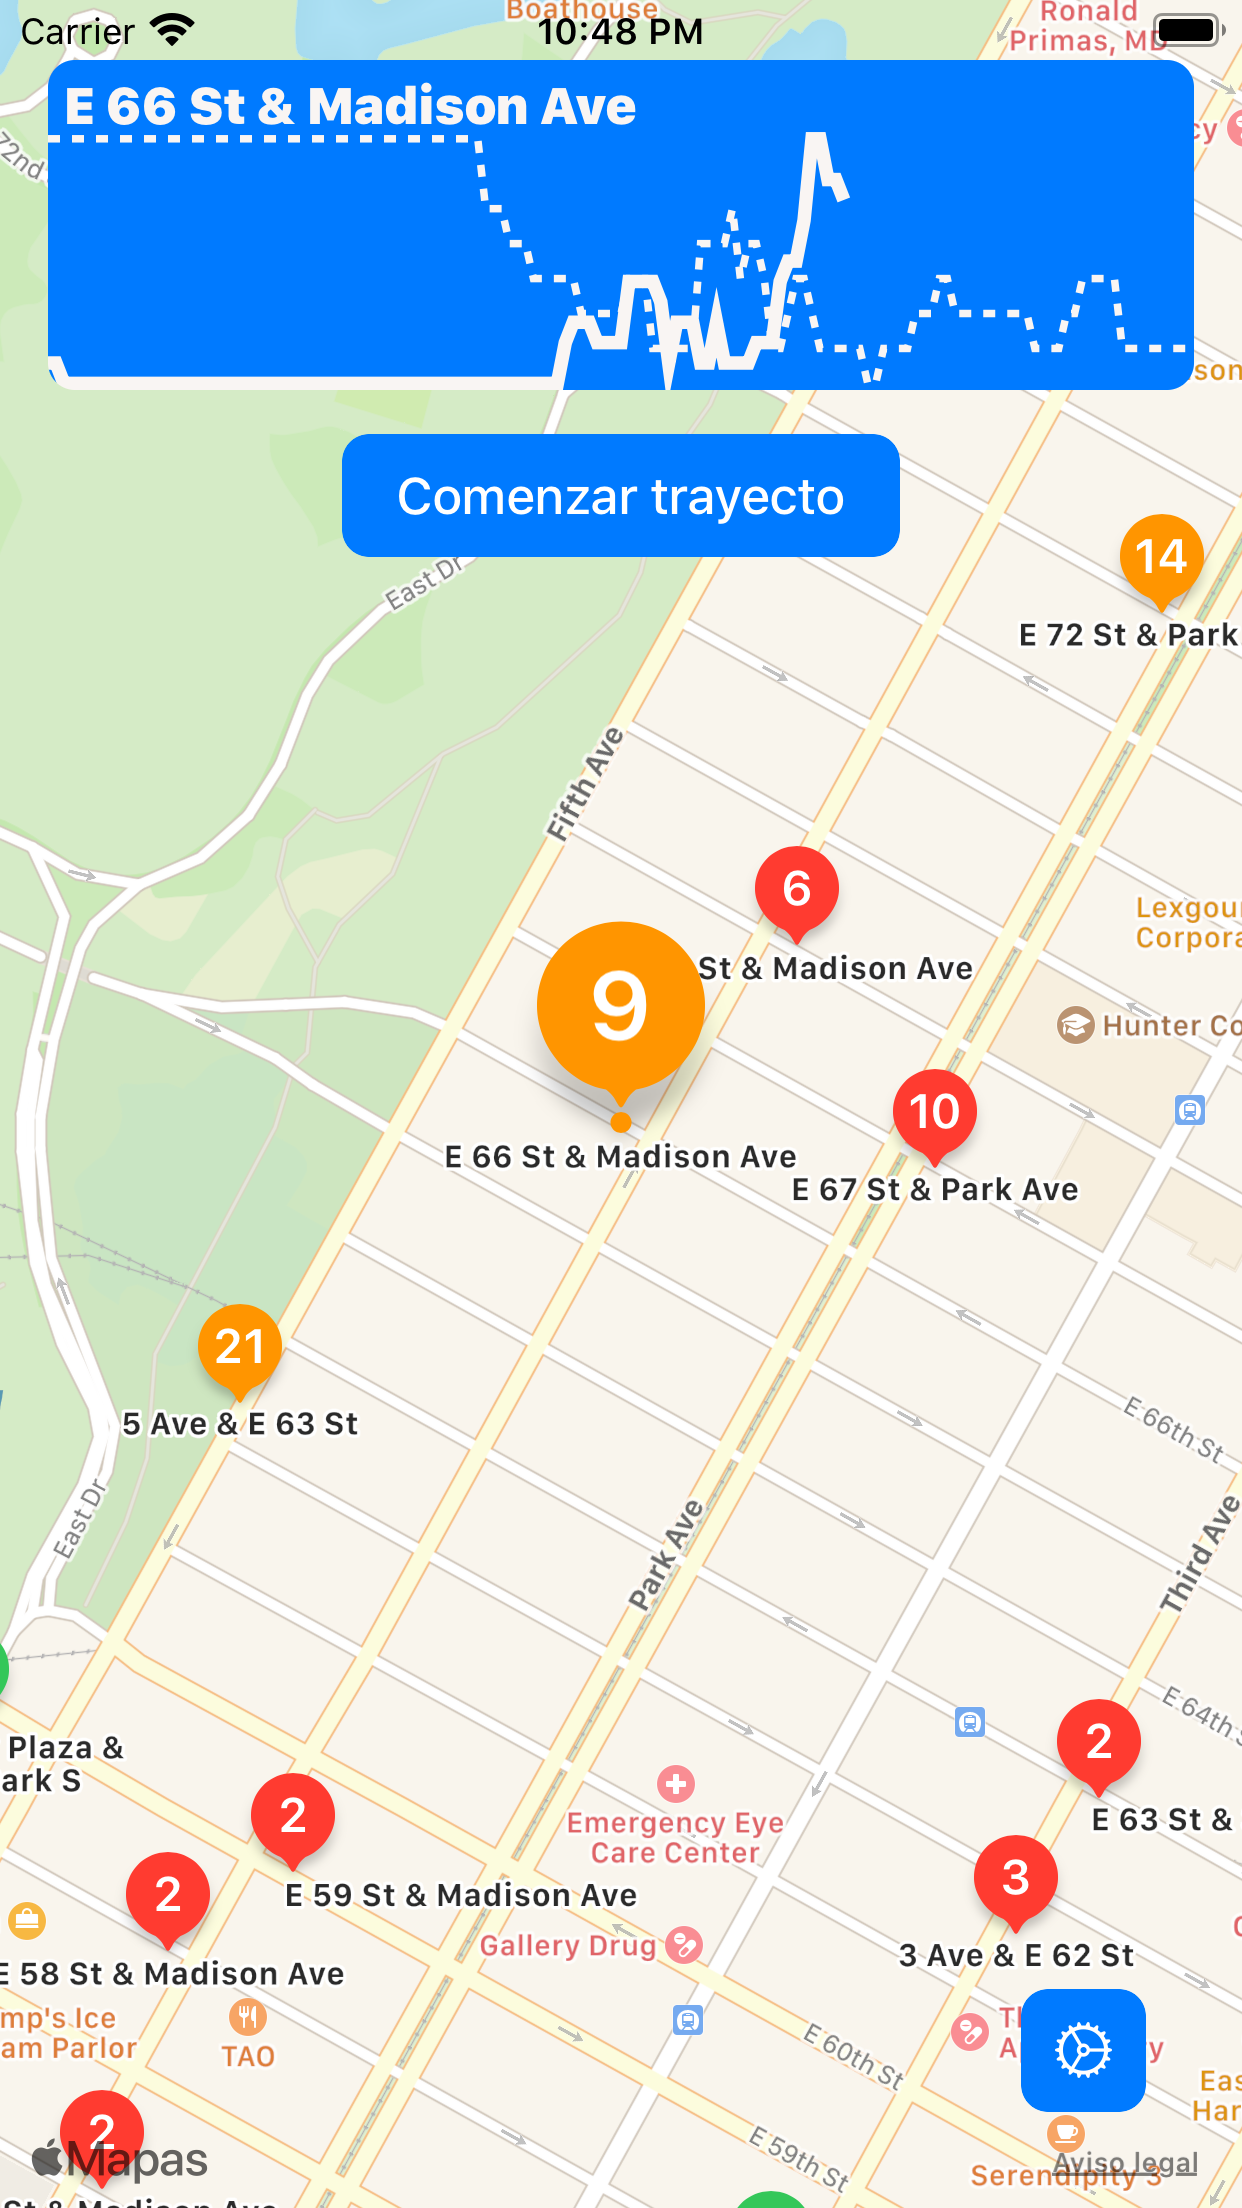 Boathouse
Carrier
10:48 PM
Ronald
Primas, MD
72nd
E 66 St & Madison Ave
Comenzar trayecto
East Dr
14
E 72 St & Park
Fifth Ave
6
St & Madison Ave
Lexgou
Corpora
9
Hunter Co
10
E 66 St & Madison Ave
E 67 St & Park Ave
21
5 Ave & E 63 St
E 66th St
East Dr
Park Ave
Third Ave
E 64th St
2
Plaza &
ark S
E 63 St &
2
Emergency Eye
Care Center
3
2
E 59 St & Madison Ave
Gallery Drug
3 Ave & E 62 St
E 58 St & Madison Ave
mp's Ice
am Parlor
TAO
E 60th St
Eas
Har
2
Mapas
E 59th St
Aviso legal
Serendipity 3
St & Madison Ave